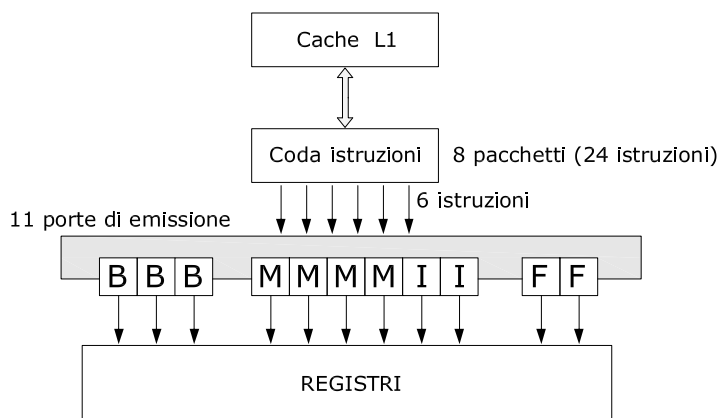 Cache L1
Coda istruzioni
8 pacchetti (24 istruzioni)
6 istruzioni
11 porte di emissione
B B B M M M M I I F F
REGISTRI